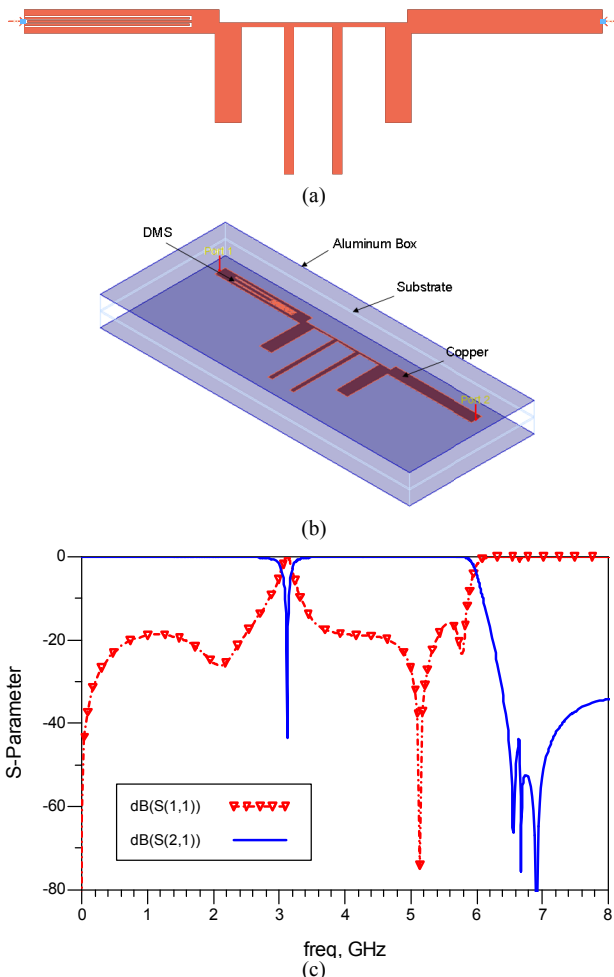 (a)
DMS
Aluminum Box
Substrate
Copper
(b)
0
-20
-40
-60
-80
S-Parameter
dB(S(1,1))
dB(S(2,1))
0 1 2 3 4 5 6 7 8
freq, GHz
(c)